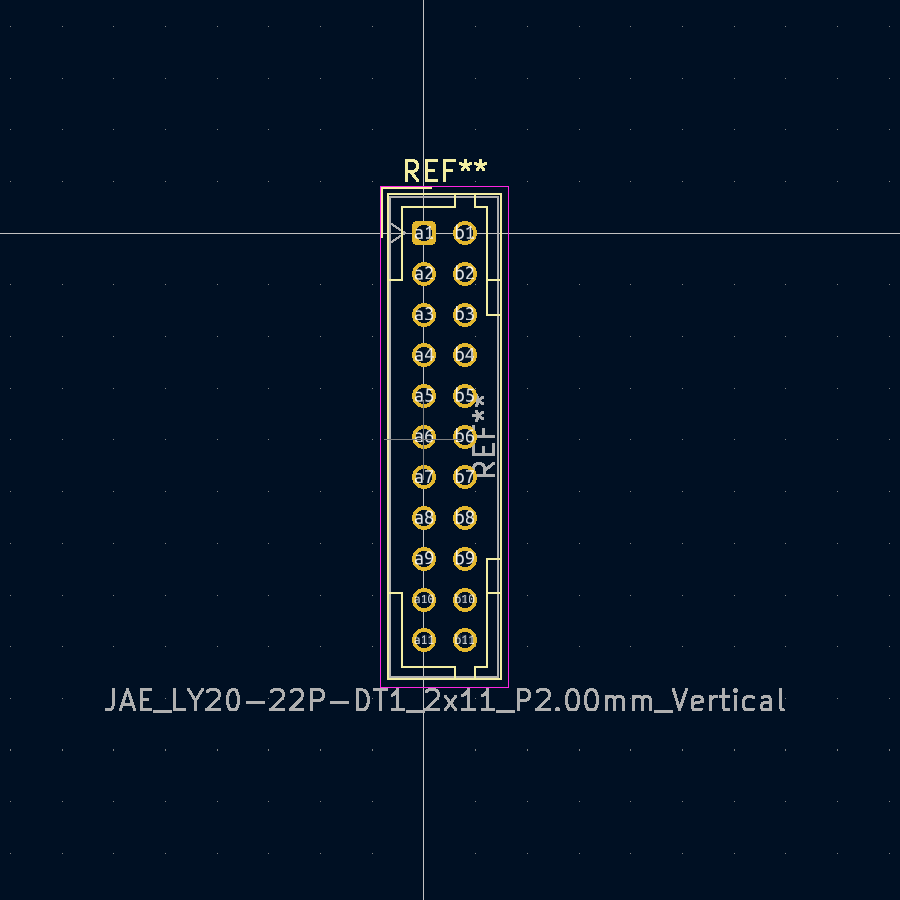 REF**
a1 b1
a2 b2
a3 b3
a4 b4
a5 b5
a6 b6
a7 b7
a8 b8
a9 b9
a10 b10
a11 b11
REF**
JAE_LY20-22P-DT1_2x11_P2.00mm_Vertical